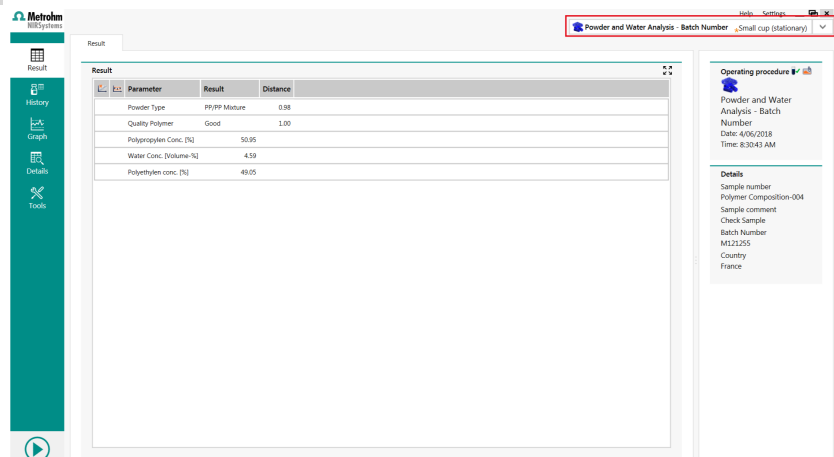 Metrohm
NIRSystems
Help Settings
Powder and Water Analysis - Batch Number Small cup (stationary)
Result
Result
History
Graph
Details
Tools
Result
Parameter Result Distance
Powder Type PP/PP Mixture 0.98
Quality Polymer Good 1.00
Polypropylen Conc. [%] 50.95
Water Conc. [Volume-%] 4.59
Polyethylen conc. [%] 49.05
Operating procedure
Powder and Water
Analysis - Batch
Number
Date: 4/06/2018
Time: 8:30:43 AM
Details
Sample number
Polymer Composition-004
Sample comment
Check Sample
Batch Number
M121255
Country
France